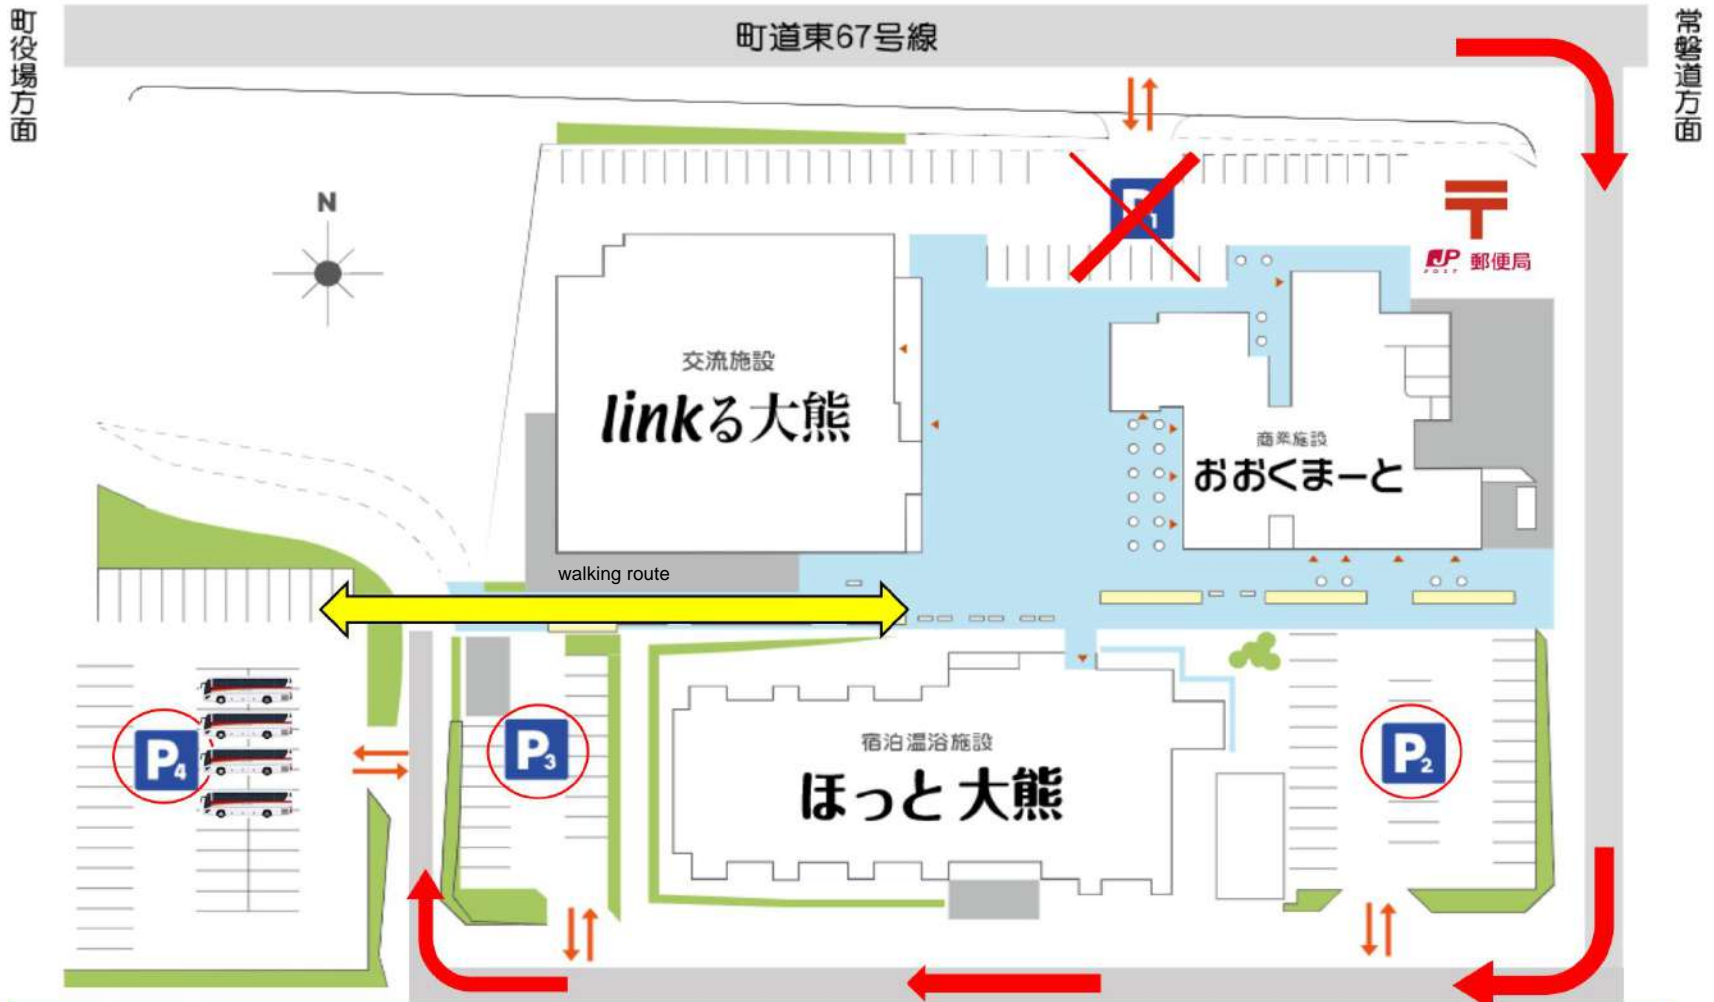 町役場方面
町道東67号線
常磐道方面
N
P1
JP
POST
郵便局
交流施設
linkる大熊
商業施設
おおくまーと
walking route
P4
P3
宿泊温浴施設
ほっと大熊
P2